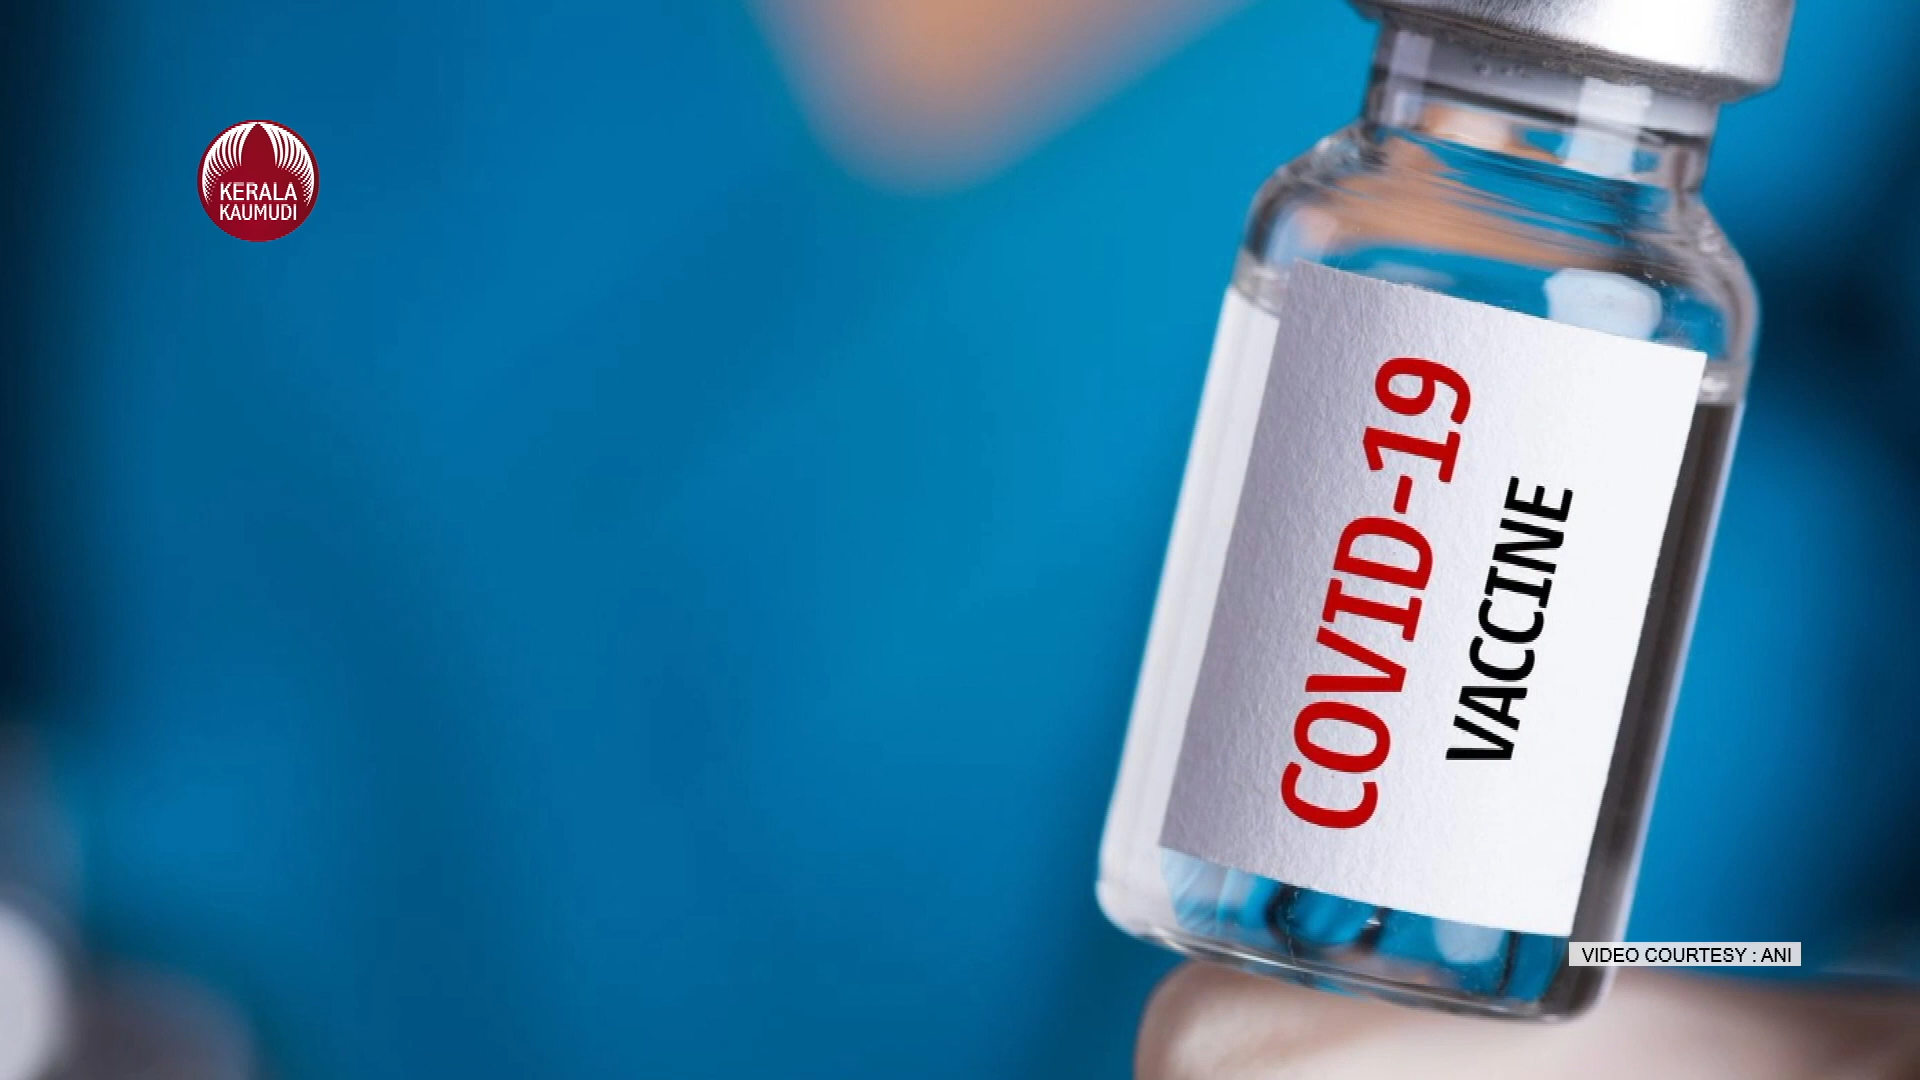 KERALA
KAUMUDI
COVID-19
VACCINE
VIDEO COURTESY : ANI